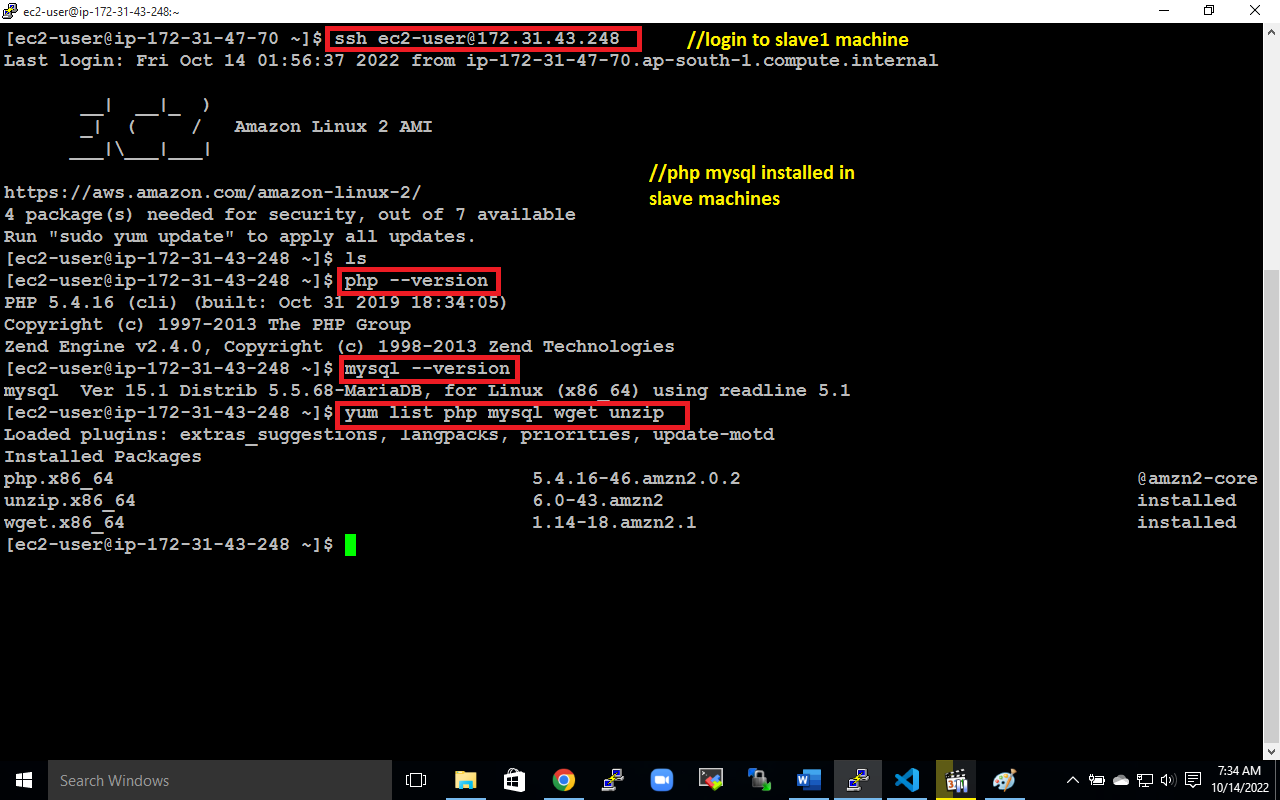 ec2-user@ip-172-31-43-248:~
[ec2-user@ip-172-31-47-70 ~]$ ssh ec2-user@172.31.43.248 //login to slave1 machine
Last login: Fri Oct 14 01:56:37 2022 from ip-172-31-47-70.ap-south-1.compute.internal
__|  __|_  )
_|  (     /   Amazon Linux 2 AMI
___|\___|___|
//php mysql installed in
slave machines
https://aws.amazon.com/amazon-linux-2/
4 package(s) needed for security, out of 7 available
Run "sudo yum update" to apply all updates.
[ec2-user@ip-172-31-43-248 ~]$ ls
[ec2-user@ip-172-31-43-248 ~]$ php --version
PHP 5.4.16 (cli) (built: Oct 31 2019 18:34:05)
Copyright (c) 1997-2013 The PHP Group
Zend Engine v2.4.0, Copyright (c) 1998-2013 Zend Technologies
[ec2-user@ip-172-31-43-248 ~]$ mysql --version
mysql  Ver 15.1 Distrib 5.5.68-MariaDB, for Linux (x86_64) using readline 5.1
[ec2-user@ip-172-31-43-248 ~]$ yum list php mysql wget unzip
Loaded plugins: extras_suggestions, langpacks, priorities, update-motd
Installed Packages
php.x86_64 5.4.16-46.amzn2.0.2 @amzn2-core
unzip.x86_64 6.0-43.amzn2 installed
wget.x86_64 1.14-18.amzn2.1 installed
[ec2-user@ip-172-31-43-248 ~]$
Search Windows
7:34 AM
10/14/2022